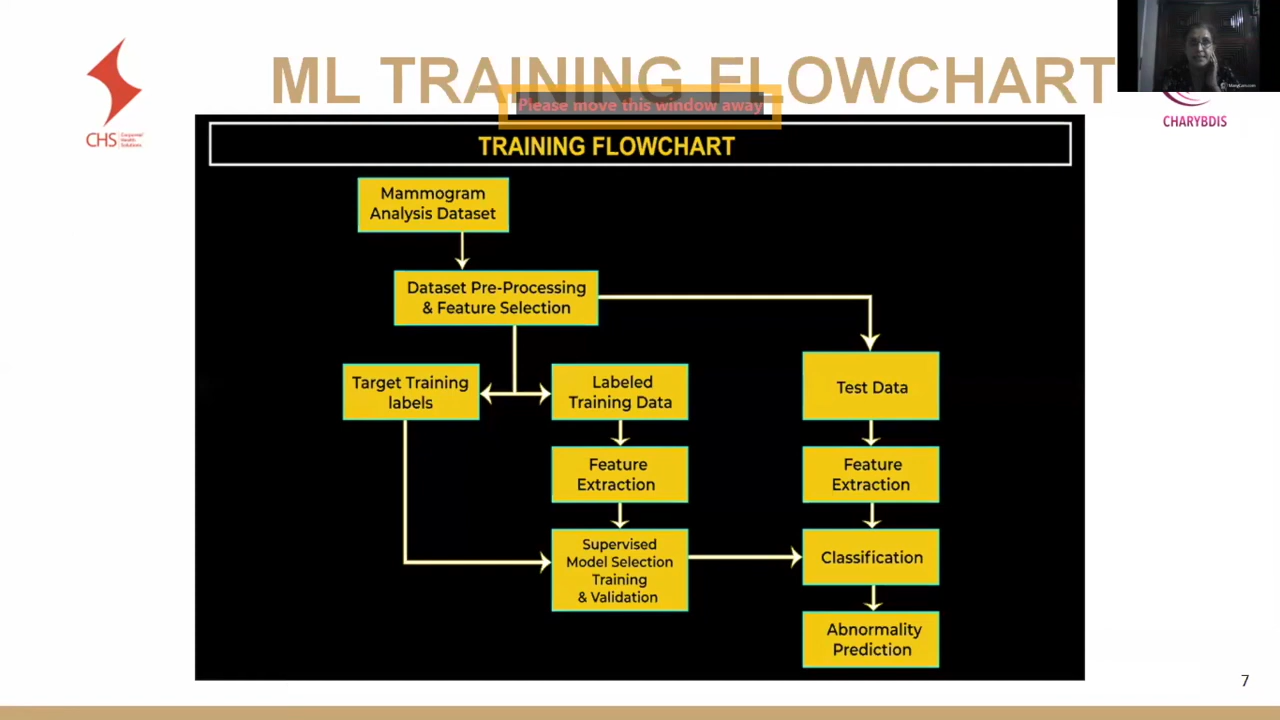 ML TRAINING FLOWCHART
Please move this window away
CHS
CHARYBDIS
TRAINING FLOWCHART
Mammogram
Analysis Dataset
Dataset Pre-Processing
& Feature Selection
Target Training
labels
Labeled
Training Data
Test Data
Feature
Extraction
Feature
Extraction
Supervised
Model Selection
Training
& Validation
Classification
Abnormality
Prediction
7